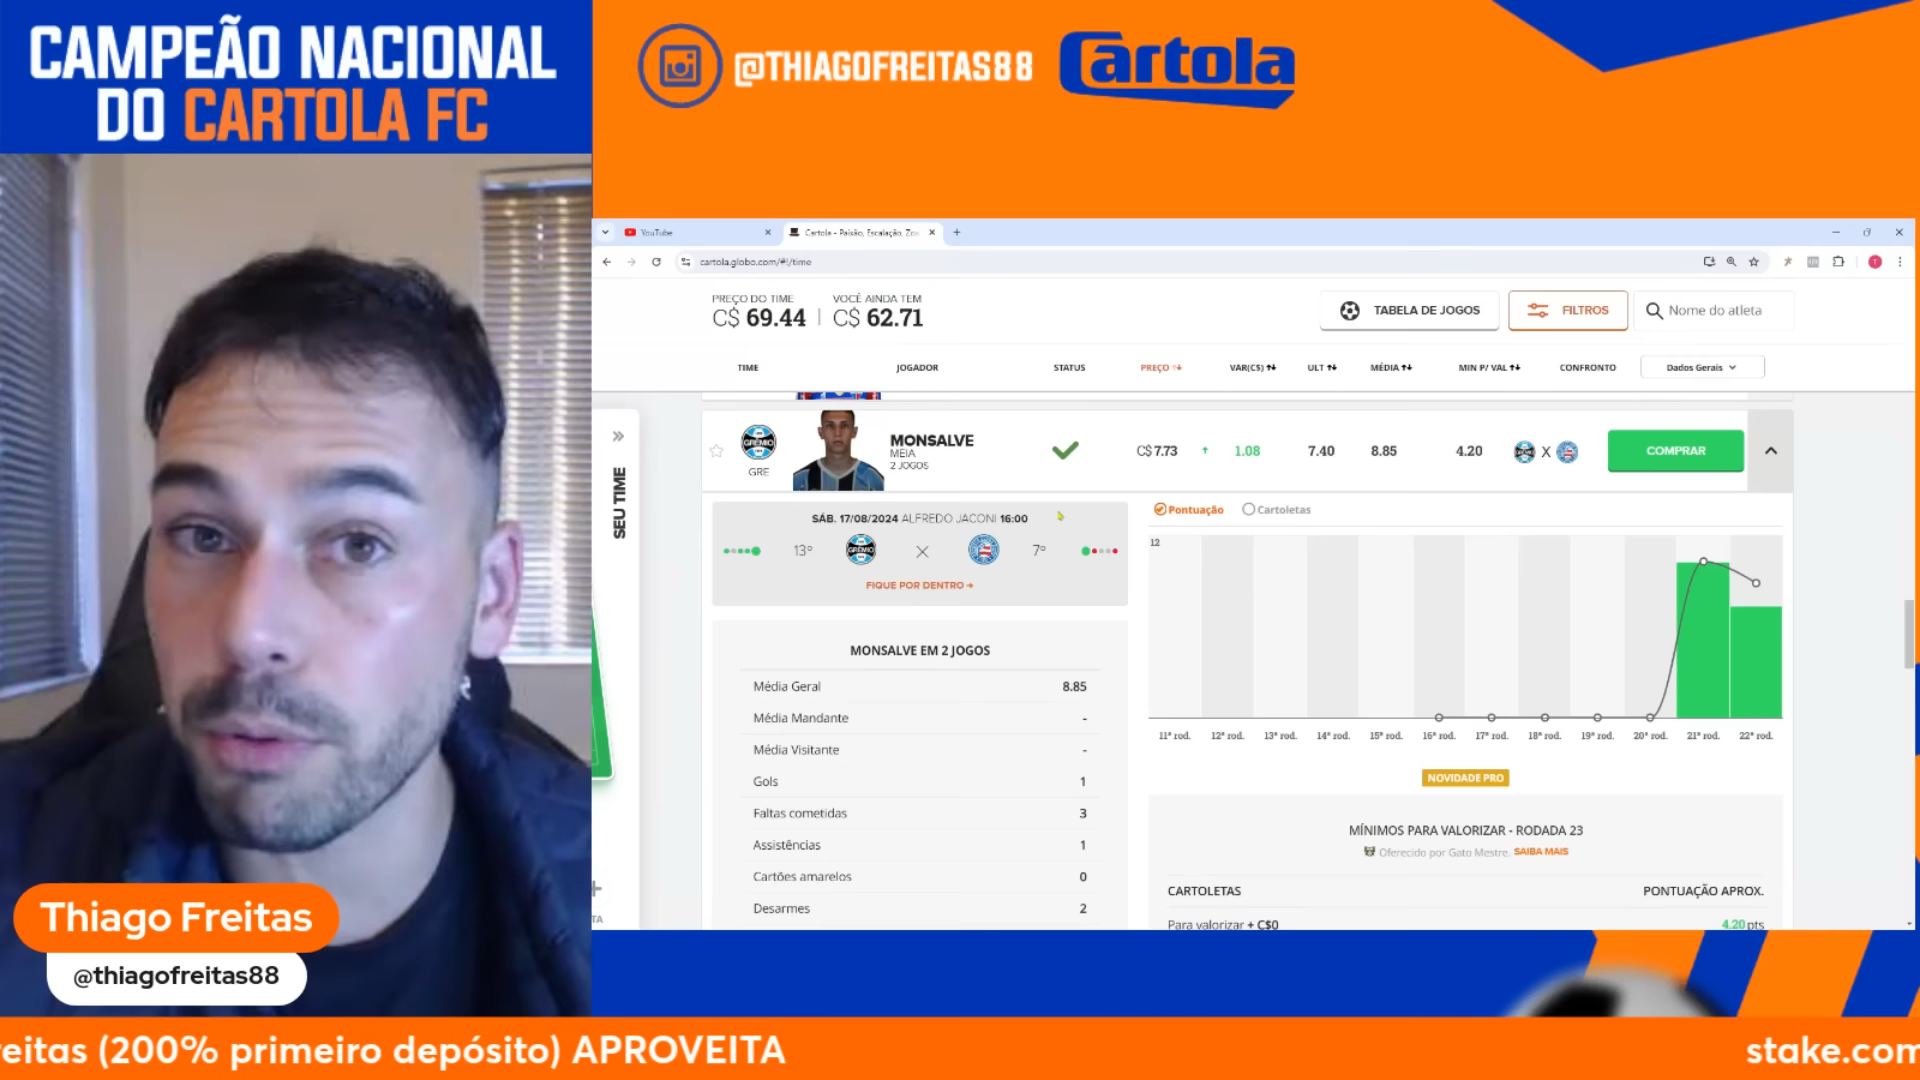 CAMPEÃO NACIONAL
DO CARTOLA FC
@THIAGOFREITAS88
Cartola
YouTube
Cartola - Paixão, Escalação, Zo
cartola.globo.com/#!/time
PREÇO DO TIME
C$ 69.44
VOCÊ AINDA TEM
C$ 62.71
TABELA DE JOGOS
FILTROS
Nome do atleta
TIME JOGADOR STATUS PREÇO VAR(C$) ULT MÉDIA MIN P/ VAL CONFRONTO Dados Gerais
SEU TIME
GRÊMIO
GRE
MONSALVE
MEIA
2 JOGOS
C$ 7.73 1.08 7.40 8.85 4.20 X COMPRAR
SÁB. 17/08/2024 ALFREDO JACONI 16:00
13º GRÊMIO 7º
FIQUE POR DENTRO
MONSALVE EM 2 JOGOS
Média Geral 8.85
Média Mandante -
Média Visitante -
Gols 1
Faltas cometidas 3
Assistências 1
Cartões amarelos 0
Desarmes 2
Pontuação Cartoletas
12
11ª rod. 12ª rod. 13ª rod. 14ª rod. 15ª rod. 16ª rod. 17ª rod. 18ª rod. 19ª rod. 20ª rod. 21ª rod. 22ª rod.
NOVIDADE PRO
MÍNIMOS PARA VALORIZAR - RODADA 23
Oferecido por Gato Mestre. SAIBA MAIS
CARTOLETAS PONTUAÇÃO APROX.
Para valorizar + C$0 4.20 pts
TA
Thiago Freitas
@thiagofreitas88
reitas (200% primeiro depósito) APROVEITA
stake.com